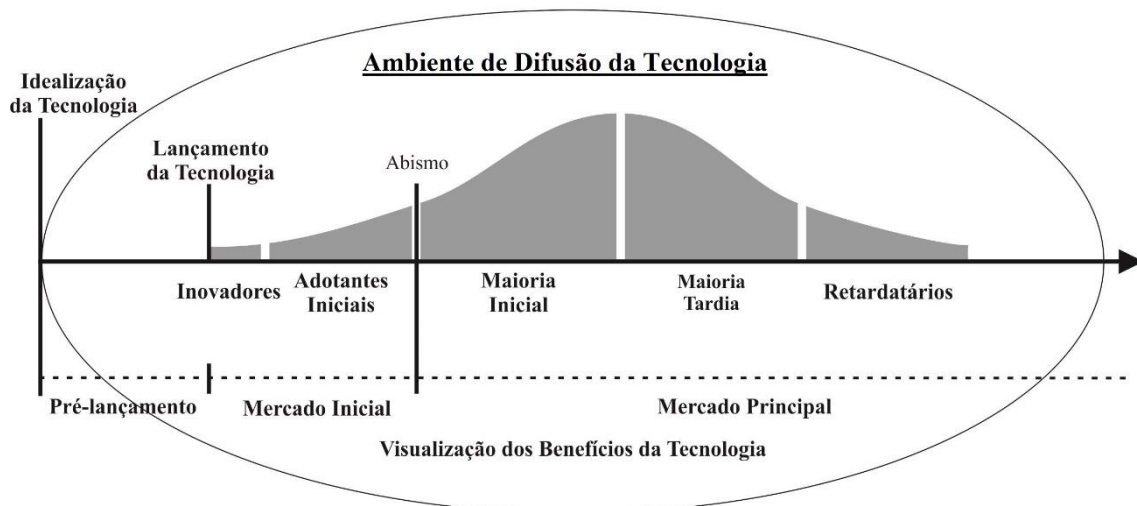 Ambiente de Difusão da Tecnologia
Idealização
da Tecnologia
Lançamento
da Tecnologia
Abismo
Inovadores
Adotantes
Iniciais
Maioria
Inicial
Maioria
Tardia
Retardatários
Pré-lançamento
Mercado Inicial
Mercado Principal
Visualização dos Benefícios da Tecnologia